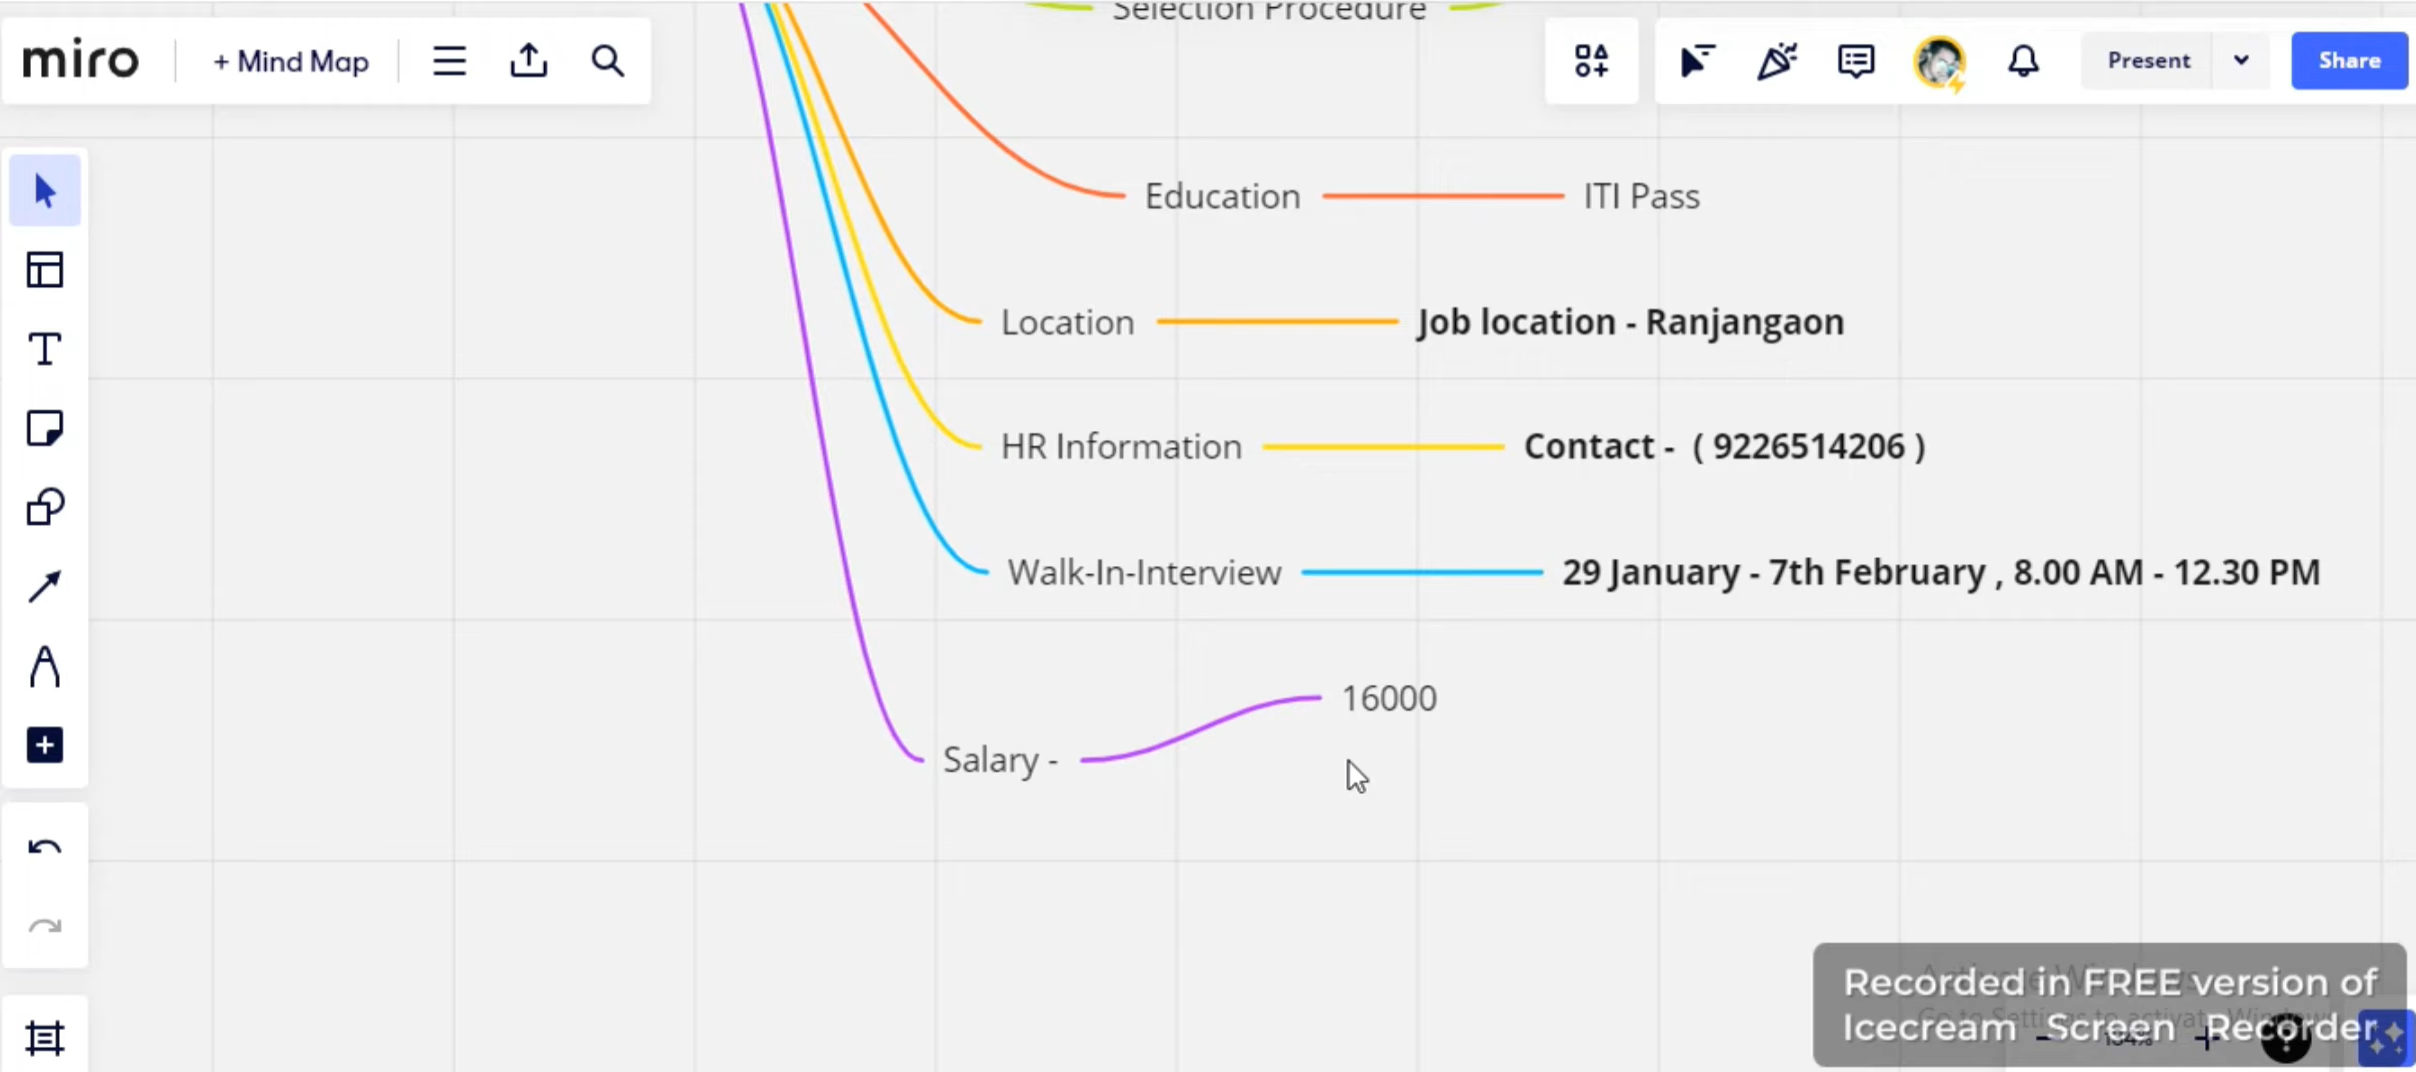 Selection Procedure
miro
+ Mind Map
Present
Share
Education
ITI Pass
Location
Job location - Ranjangaon
HR Information
Contact - ( 9226514206 )
Walk-In-Interview
29 January - 7th February , 8.00 AM - 12.30 PM
16000
Salary -
Recorded in FREE version of
Icecream Screen Recorder